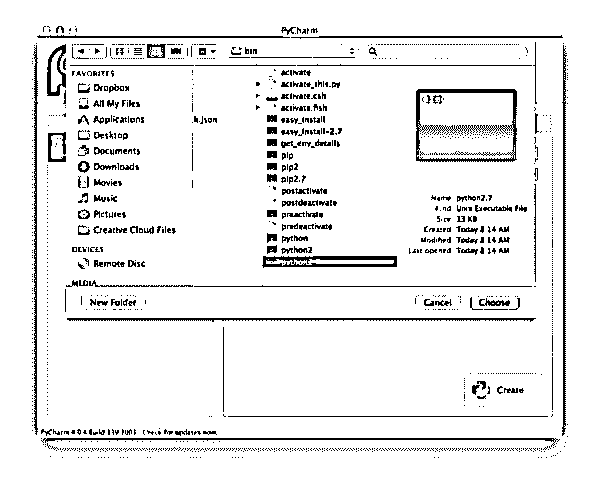 PyCharm
bin
FAVORITES
Dropbox
All My Files
Applications
Desktop
Documents
Downloads
Movies
Music
Pictures
Creative Cloud Files
DEVICES
Remote Disc
MEDIA
k.json
activate
activate_this.py
activate.csh
activate.fish
easy_install
easy_install-2.7
get_env_details
pip
pip2
pip2.7
postactivate
postdeactivate
preactivate
predeactivate
python
python2
Name python2.7
Kind Unix Executable File
Size 13 KB
Created Today 8:14 AM
Modified Today 8:14 AM
Last opened Today 8:14 AM
New Folder
Cancel
Choose
Create
PyCharm 4.0.4 Build 139.1001. Check for updates now.